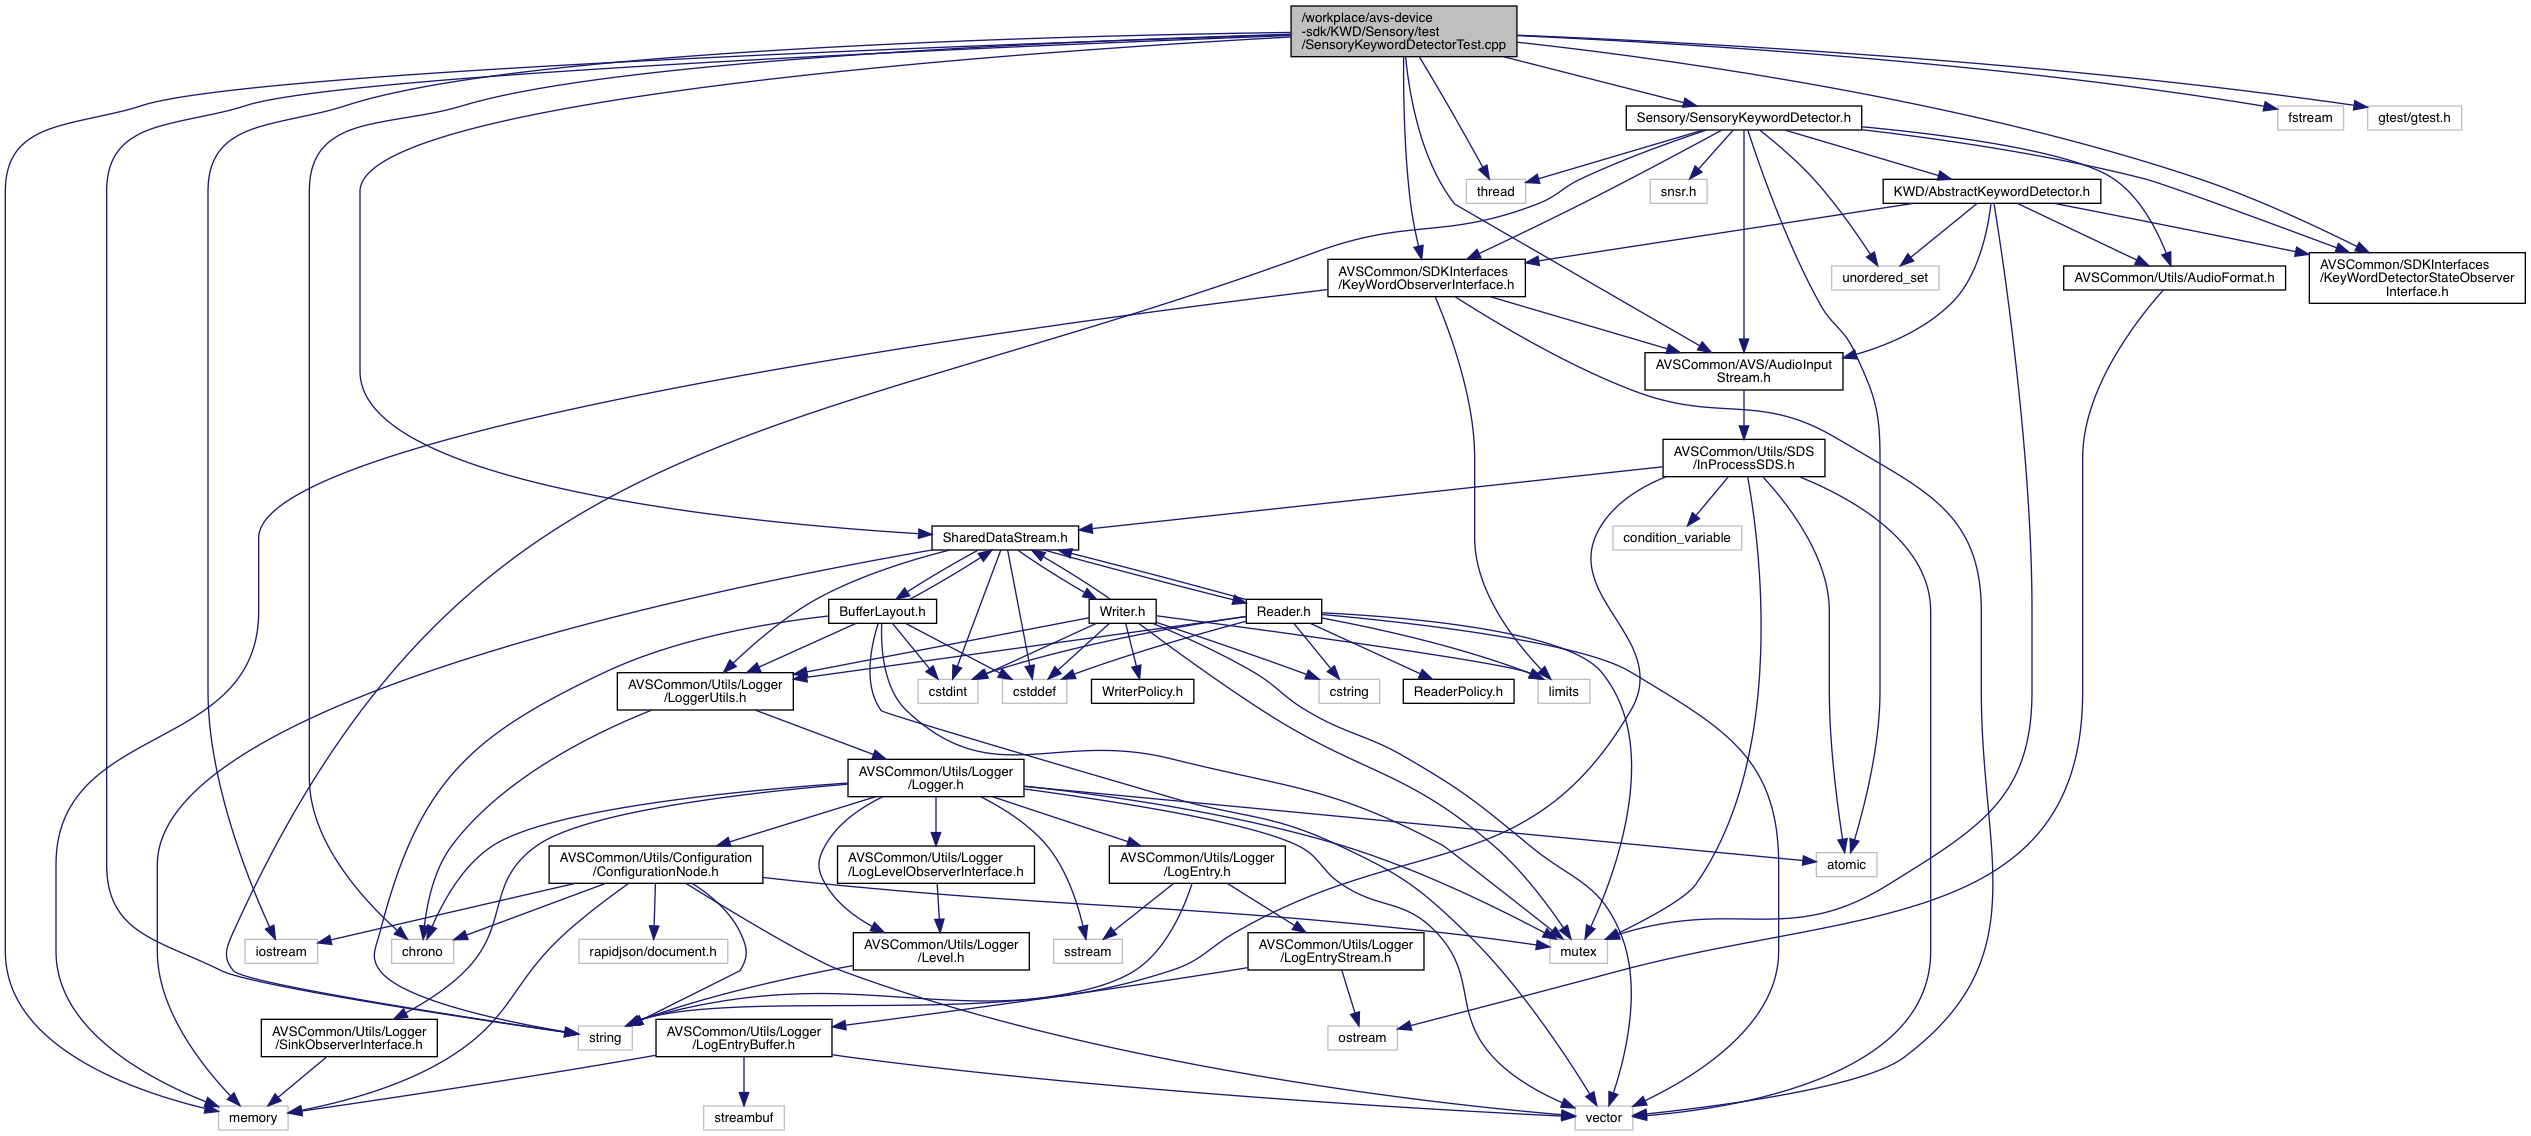 /workplace/avs-device
-sdk/KWD/Sensory/test
/SensoryKeywordDetectorTest.cpp
Sensory/SensoryKeywordDetector.h
fstream
gtest/gtest.h
thread
snsr.h
KWD/AbstractKeywordDetector.h
AVSCommon/SDKInterfaces
/KeyWordObserverInterface.h
unordered_set
AVSCommon/Utils/AudioFormat.h
AVSCommon/SDKInterfaces
/KeyWordDetectorStateObserver
Interface.h
AVSCommon/AVS/AudioInput
Stream.h
AVSCommon/Utils/SDS
/InProcessSDS.h
SharedDataStream.h
condition_variable
BufferLayout.h
Writer.h
Reader.h
AVSCommon/Utils/Logger
/LoggerUtils.h
cstdint
cstddef
WriterPolicy.h
cstring
ReaderPolicy.h
limits
AVSCommon/Utils/Logger
/Logger.h
AVSCommon/Utils/Configuration
/ConfigurationNode.h
AVSCommon/Utils/Logger
/LogLevelObserverInterface.h
AVSCommon/Utils/Logger
/LogEntry.h
atomic
iostream
chrono
rapidjson/document.h
AVSCommon/Utils/Logger
/Level.h
sstream
AVSCommon/Utils/Logger
/LogEntryStream.h
mutex
AVSCommon/Utils/Logger
/SinkObserverInterface.h
string
AVSCommon/Utils/Logger
/LogEntryBuffer.h
ostream
memory
streambuf
vector